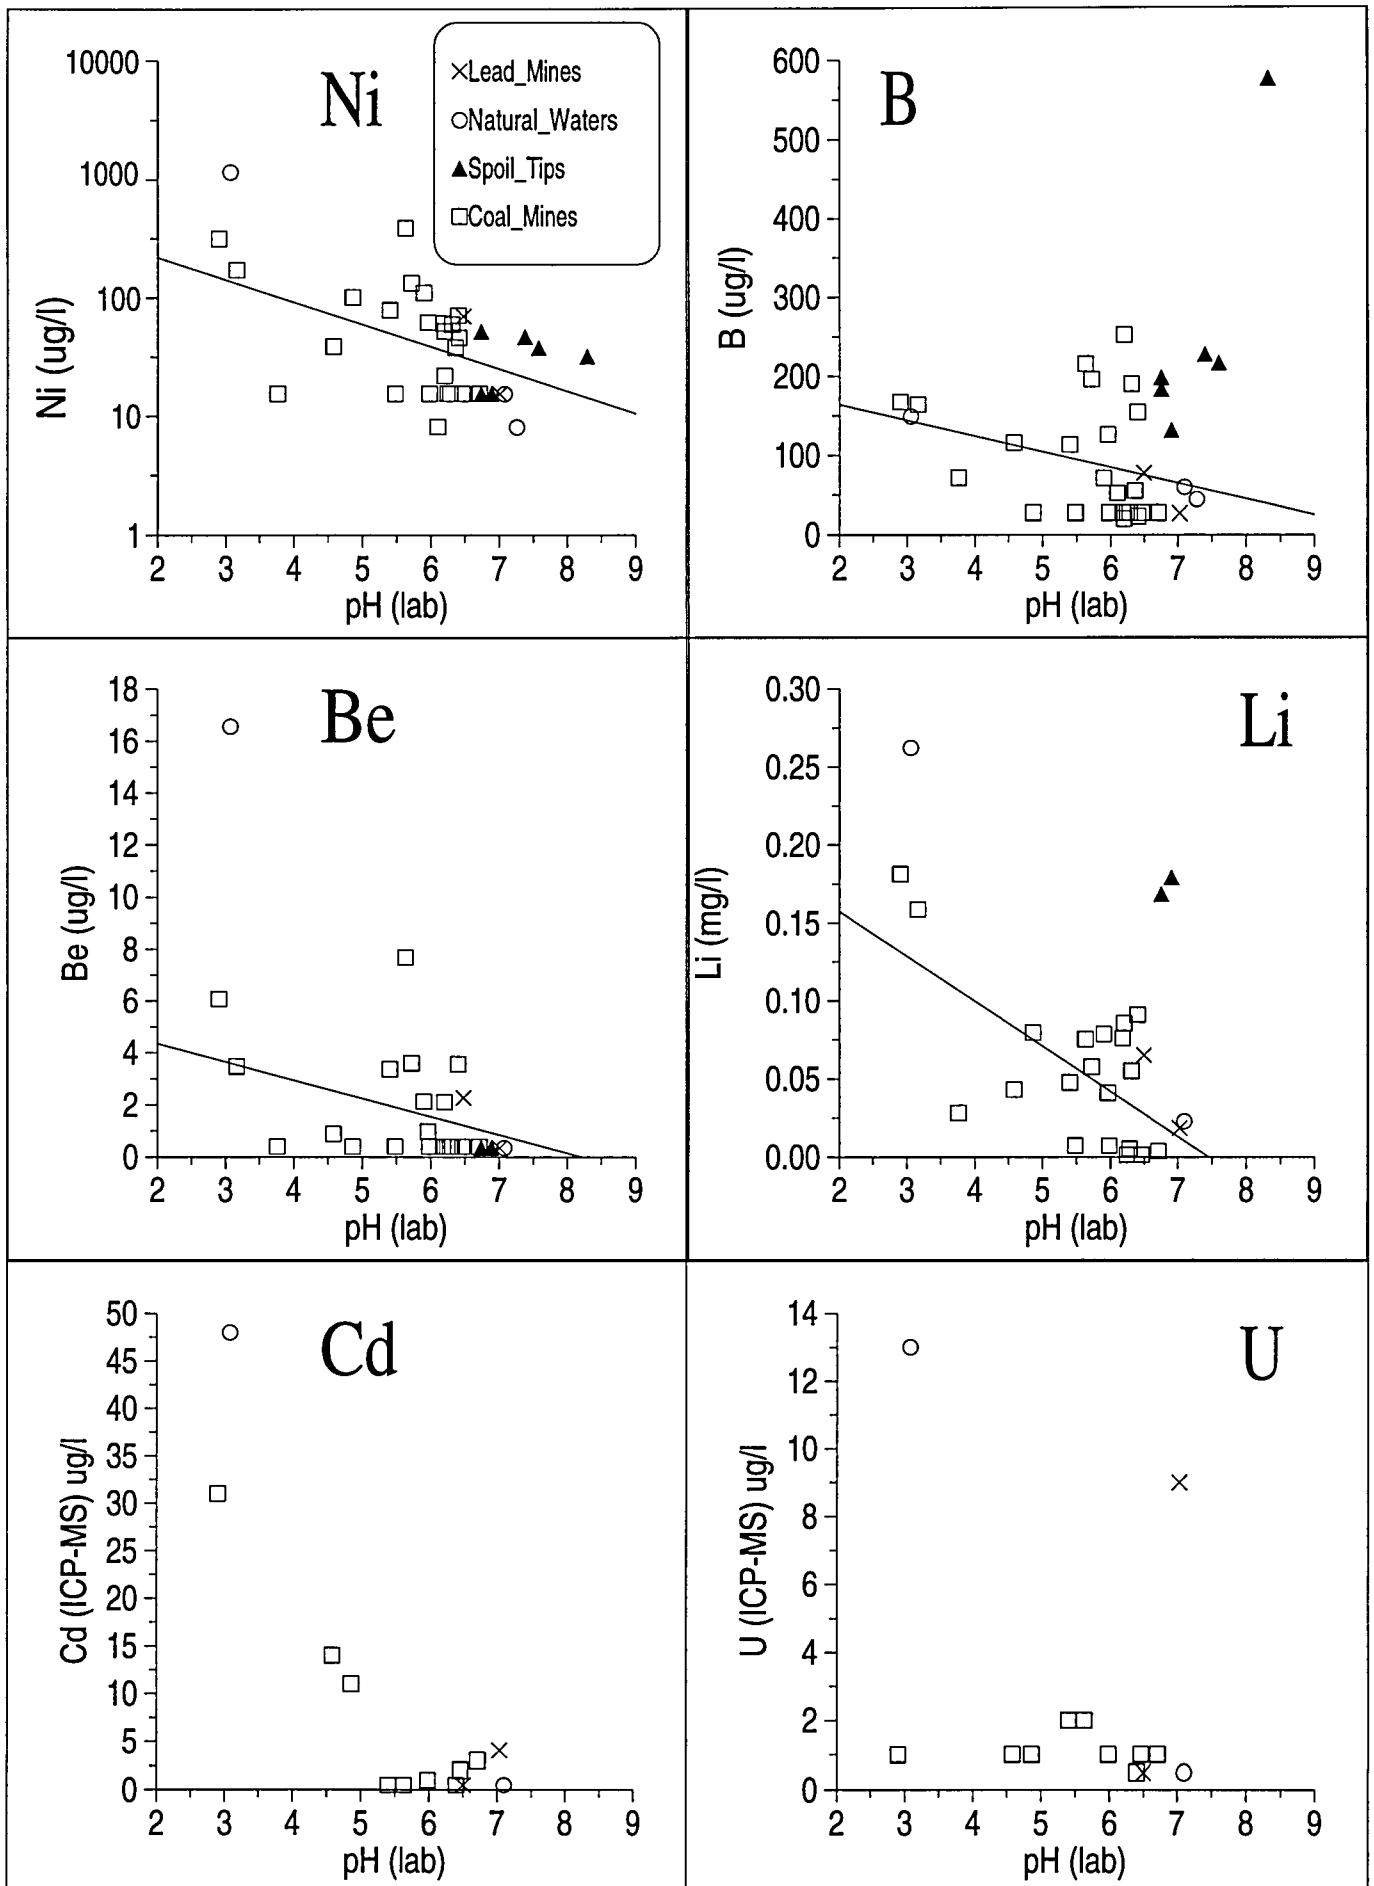 Ni
10000
1000
100
10
1
Ni (ug/l)
2 3 4 5 6 7 8 9
pH (lab)
Lead_Mines
Natural_Waters
Spoil_Tips
Coal_Mines
B
600
500
400
300
200
100
0
B (ug/l)
2 3 4 5 6 7 8 9
pH (lab)
Be
18
16
14
12
10
8
6
4
2
0
Be (ug/l)
2 3 4 5 6 7 8 9
pH (lab)
Li
0.30
0.25
0.20
0.15
0.10
0.05
0.00
Li (mg/l)
2 3 4 5 6 7 8 9
pH (lab)
Cd
50
45
40
35
30
25
20
15
10
5
0
Cd (ICP-MS) ug/l
2 3 4 5 6 7 8 9
pH (lab)
U
14
12
10
8
6
4
2
0
U (ICP-MS) ug/l
2 3 4 5 6 7 8 9
pH (lab)